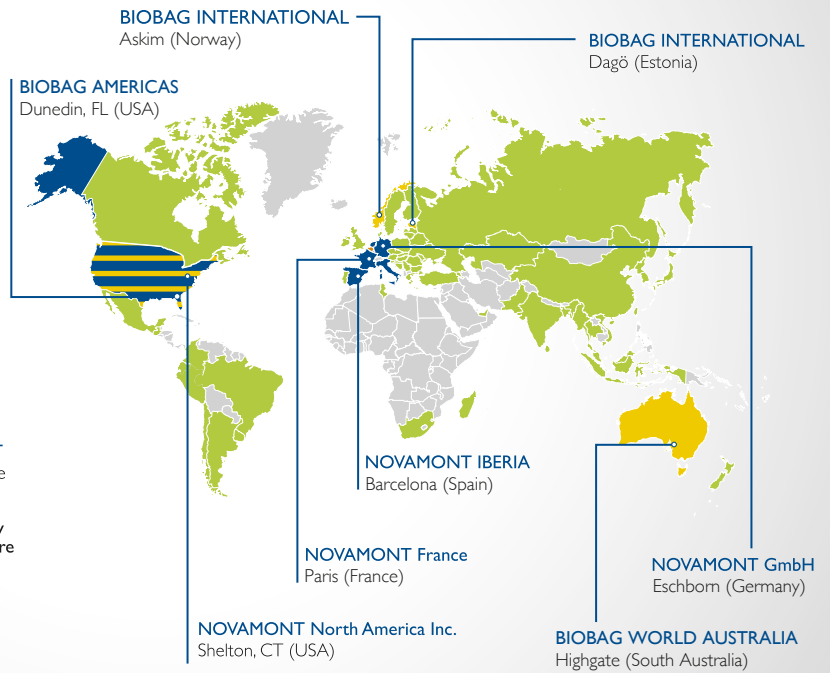 BIOBAG INTERNATIONAL
Askim (Norway)
BIOBAG INTERNATIONAL
Dagö (Estonia)
BIOBAG AMERICAS
Dunedin, FL (USA)
NOVAMONT IBERIA
Barcelona (Spain)
NOVAMONT France
Paris (France)
NOVAMONT GmbH
Eschborn (Germany)
NOVAMONT North America Inc.
Shelton, CT (USA)
BIOBAG WORLD AUSTRALIA
Highgate (South Australia)